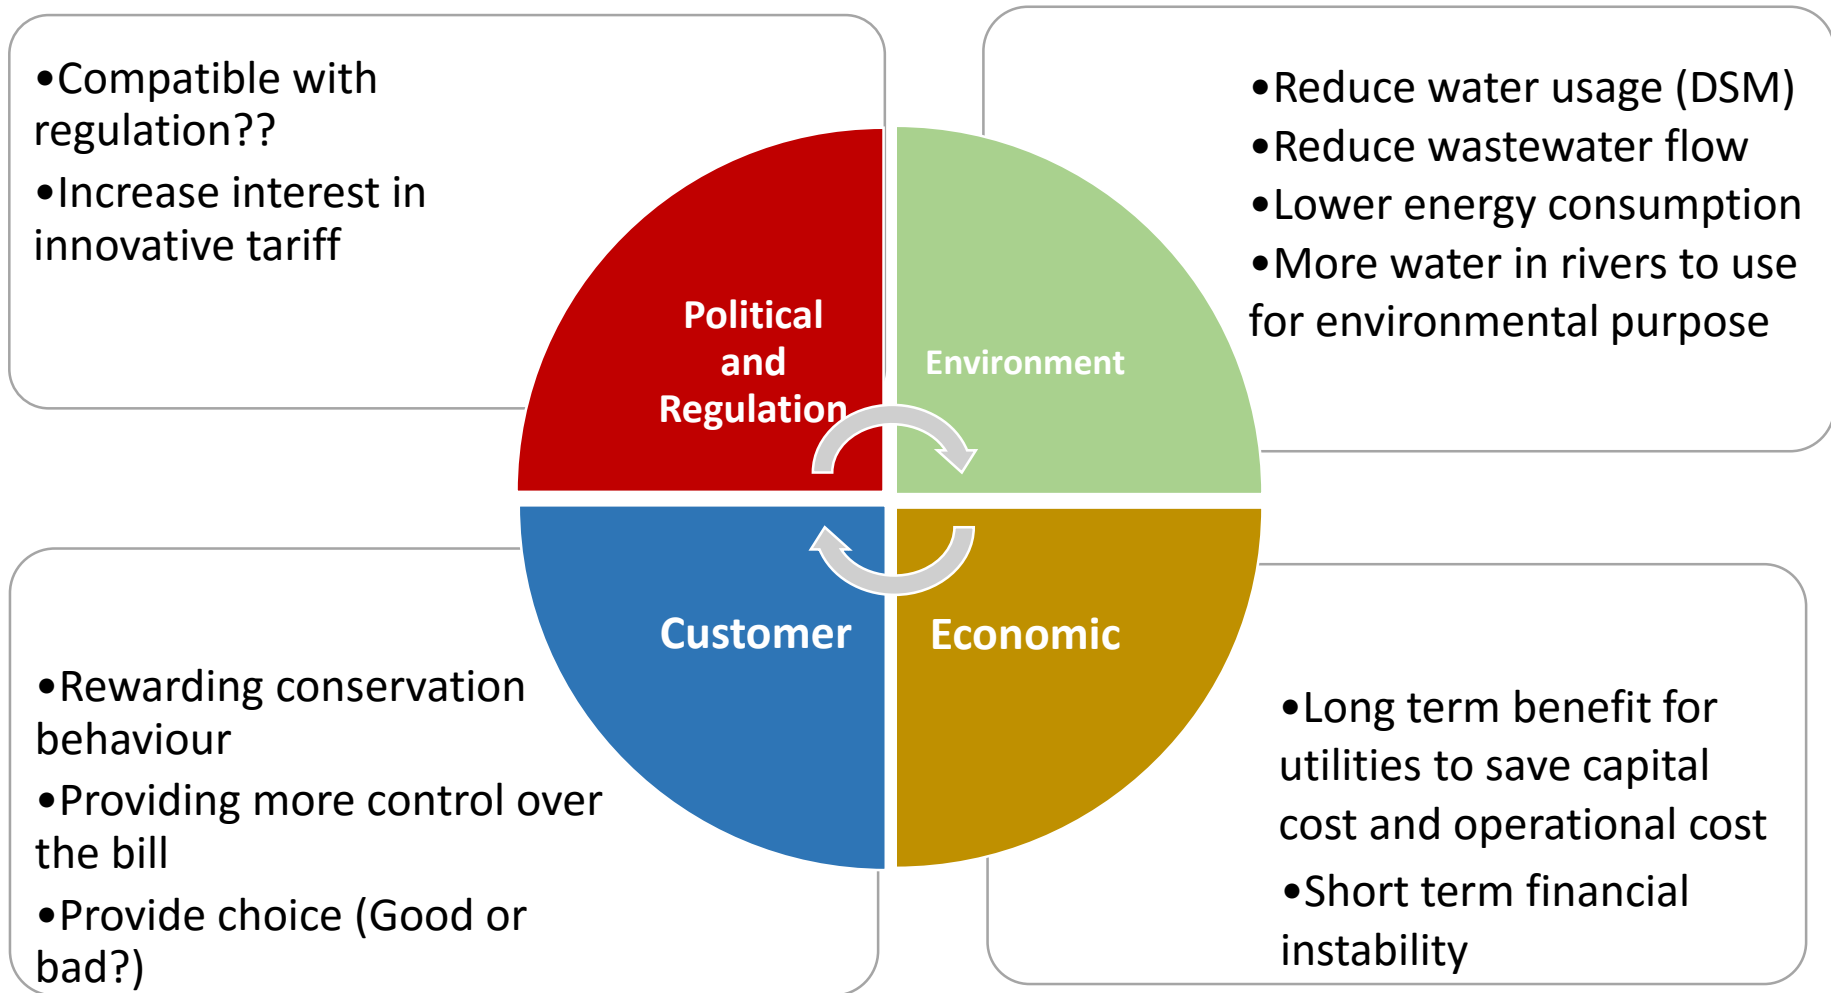 •Compatible with
regulation??
•Increase interest in
innovative tariff
•Reduce water usage (DSM)
•Reduce wastewater flow
•Lower energy consumption
•More water in rivers to use
for environmental purpose
Political
and
Regulation
Environment
Customer
Economic
•Rewarding conservation
behaviour
•Providing more control over
the bill
•Provide choice (Good or
bad?)
•Long term benefit for
utilities to save capital
cost and operational cost
•Short term financial
instability